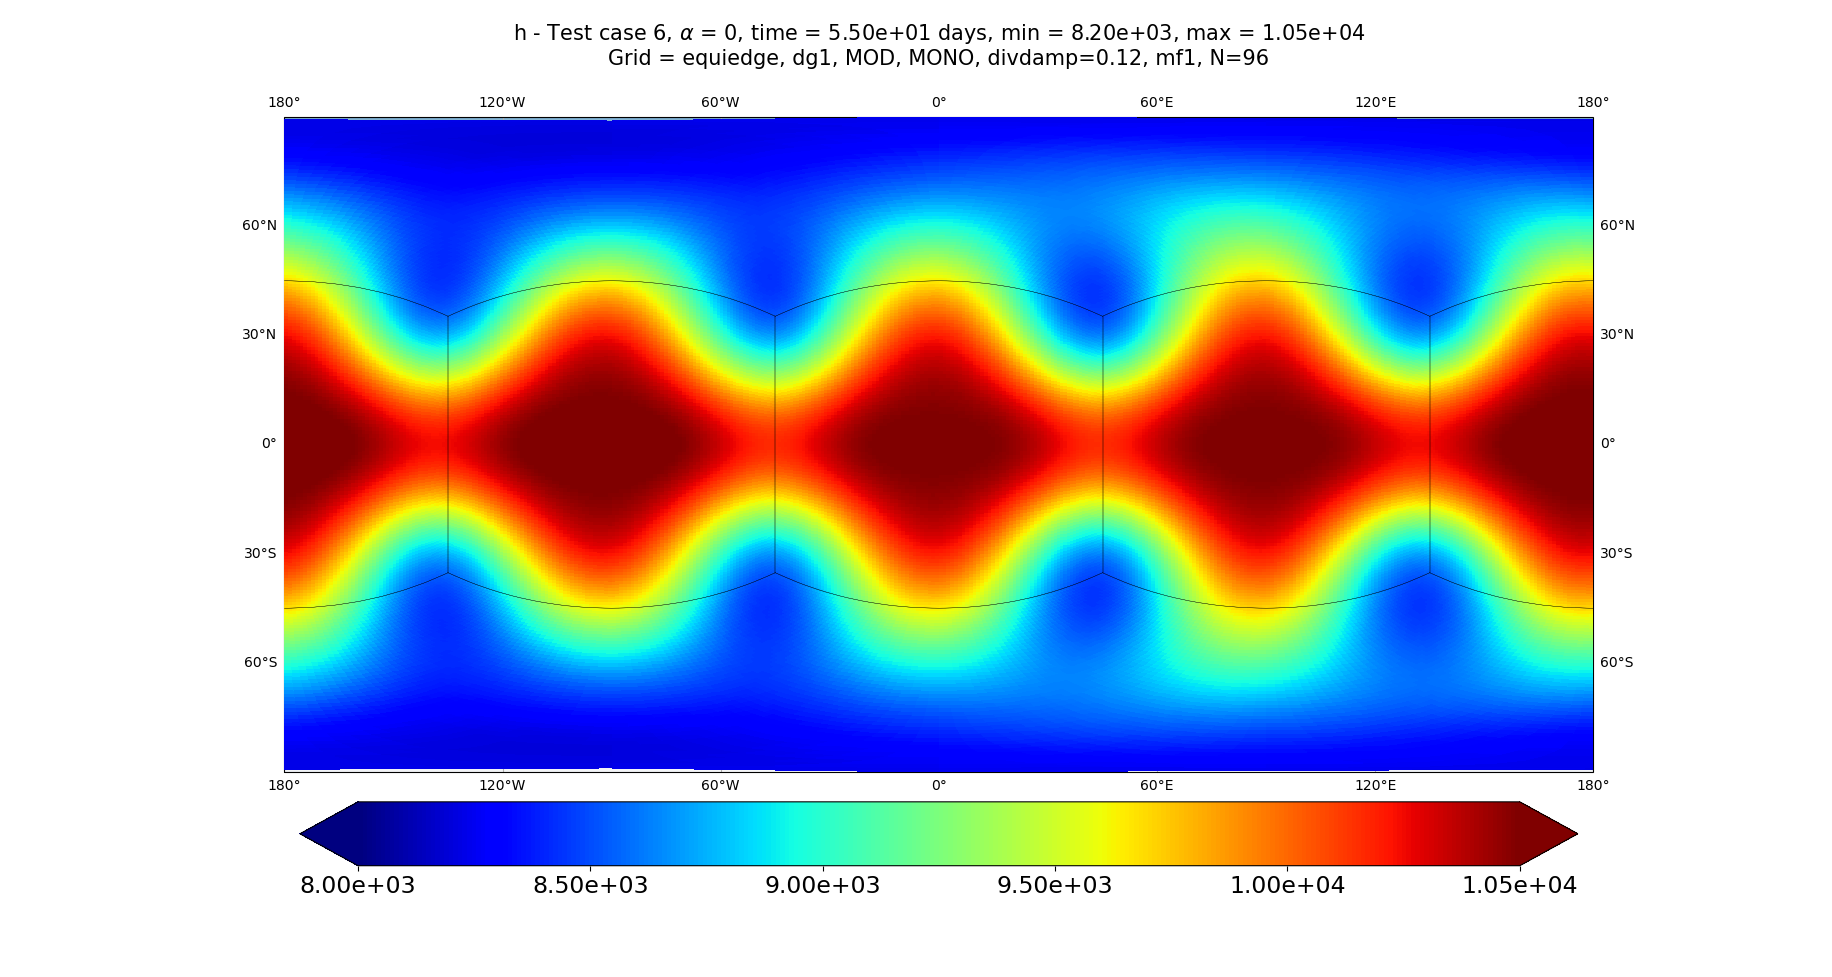 h - Test case 6, α = 0, time = 5.50e+01 days, min = 8.20e+03, max = 1.05e+04
Grid = equiedge, dg1, MOD, MONO, divdamp=0.12, mf1, N=96
180° 120°W 60°W 0° 60°E 120°E 180°
60°N 60°N
30°N 30°N
0° 0°
30°S 30°S
60°S 60°S
180° 120°W 60°W 0° 60°E 120°E 180°
8.00e+03 8.50e+03 9.00e+03 9.50e+03 1.00e+04 1.05e+04